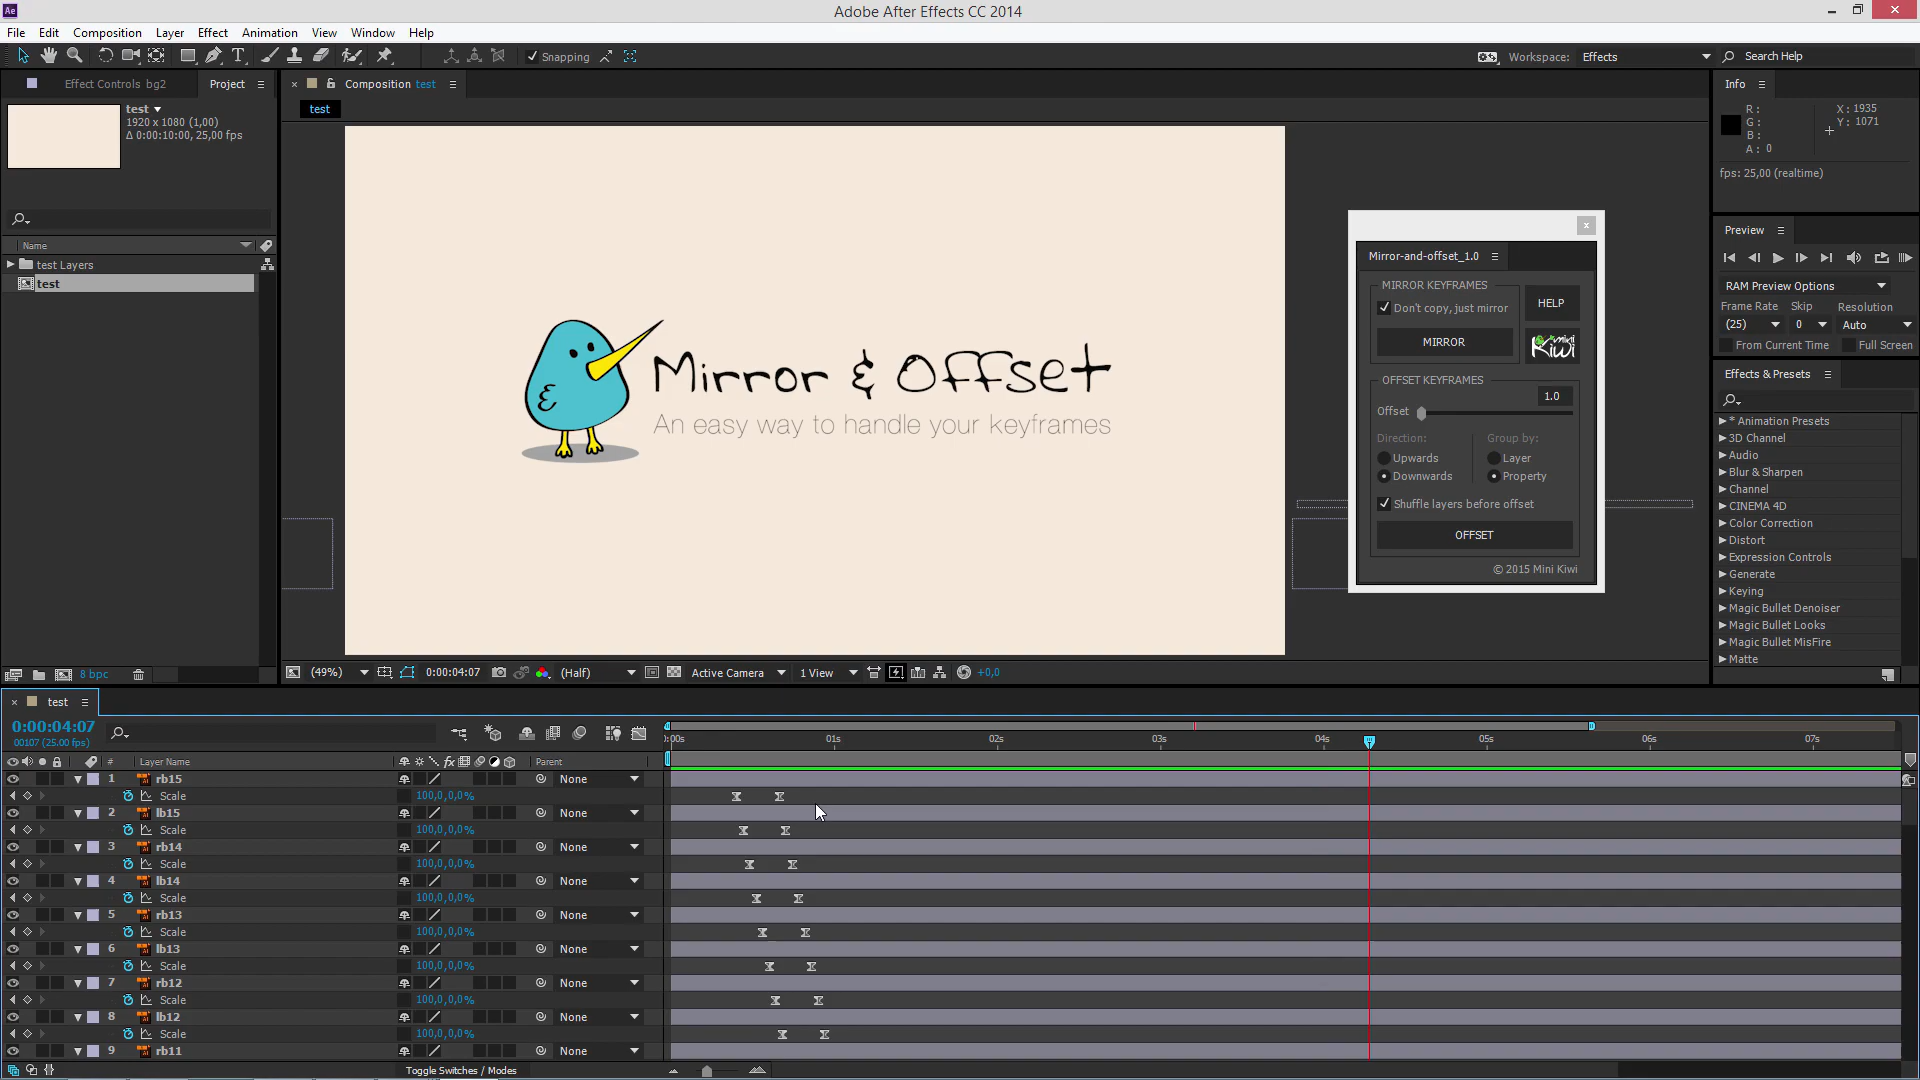 Ae
Adobe After Effects CC 2014
File Edit Composition Layer Effect Animation View Window Help
T Snapping Workspace: Effects Search Help
Effect Controls bg2 Project
Composition test
Info
test
1920 x 1080 (1,00)
Δ 0:00:10:00, 25,00 fps
test
R:
G:
B:
A: 0
X: 1935
Y: 1071
fps: 25,00 (realtime)
Name
test Layers
test
Mirror & Offset
An easy way to handle your keyframes
Mirror-and-offset_1.0
MIRROR KEYFRAMES
Don't copy, just mirror
HELP
MIRROR
mini
Kiwi
OFFSET KEYFRAMES
1.0
Offset
Direction: Group by:
Upwards Layer
Downwards Property
Shuffle layers before offset
OFFSET
© 2015 Mini Kiwi
Preview
RAM Preview Options
Frame Rate Skip Resolution
(25) 0 Auto
From Current Time Full Screen
Effects & Presets
* Animation Presets
3D Channel
Audio
Blur & Sharpen
Channel
CINEMA 4D
Color Correction
Distort
Expression Controls
Generate
Keying
Magic Bullet Denoiser
Magic Bullet Looks
Magic Bullet MisFire
Matte
8 bpc
(49%) 0:00:04:07 (Half) Active Camera 1 View +0,0
test
0:00:04:07
00107 (25.00 fps)
):00s 01s 02s 03s 04s 05s 06s 07s
# Layer Name fx Parent
1 rb15 None
Scale 100,0,0,0%
2 lb15 None
Scale 100,0,0,0%
3 rb14 None
Scale 100,0,0,0%
4 lb14 None
Scale 100,0,0,0%
5 rb13 None
Scale 100,0,0,0%
6 lb13 None
Scale 100,0,0,0%
7 rb12 None
Scale 100,0,0,0%
8 lb12 None
Scale 100,0,0,0%
9 rb11 None
Toggle Switches / Modes